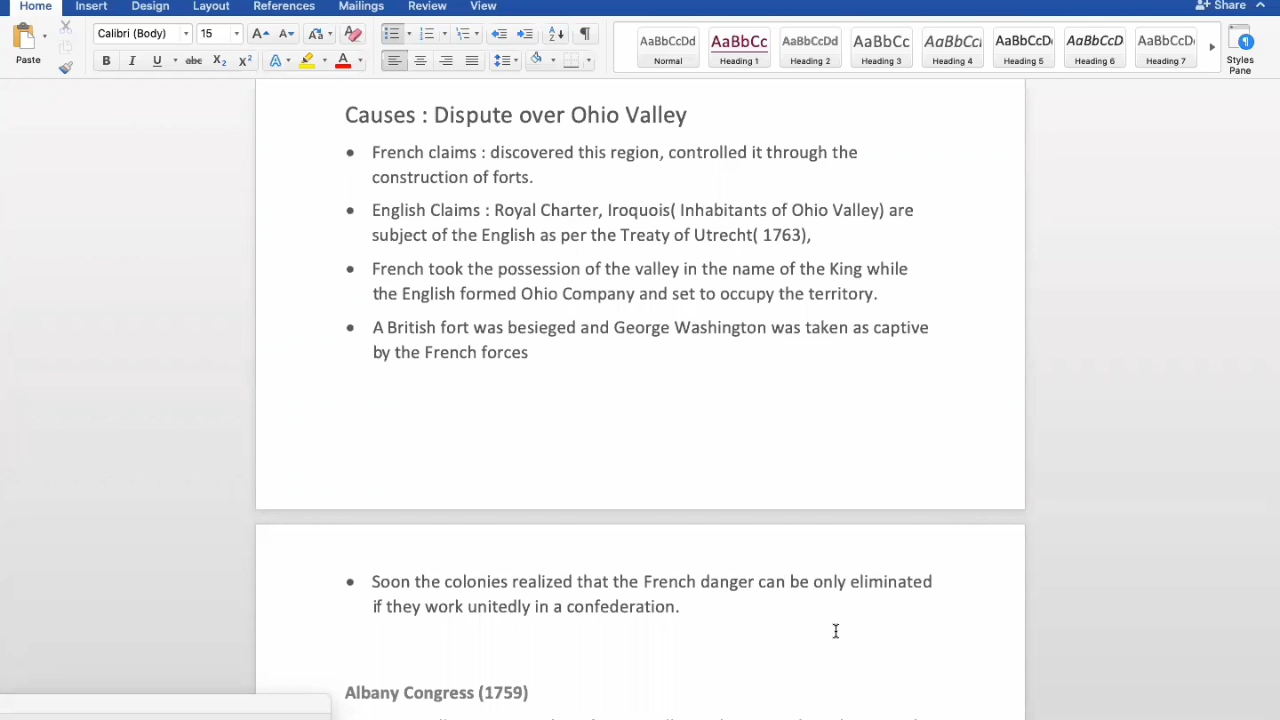 Home Insert Design Layout References Mailings Review View Share
Calibri (Body) 15
Paste
B I U abc X2 X2 A A
AaBbCcDd AaBbCc AaBbCcDd AaBbCc AaBbCcI AaBbCcD AaBbCcD AaBbCcDd
Normal Heading 1 Heading 2 Heading 3 Heading 4 Heading 5 Heading 6 Heading 7
Styles
Pane
Causes : Dispute over Ohio Valley
• French claims : discovered this region, controlled it through the
construction of forts.
• English Claims : Royal Charter, Iroquois( Inhabitants of Ohio Valley) are
subject of the English as per the Treaty of Utrecht( 1763),
• French took the possession of the valley in the name of the King while
the English formed Ohio Company and set to occupy the territory.
• A British fort was besieged and George Washington was taken as captive
by the French forces
• Soon the colonies realized that the French danger can be only eliminated
if they work unitedly in a confederation.
Albany Congress (1759)